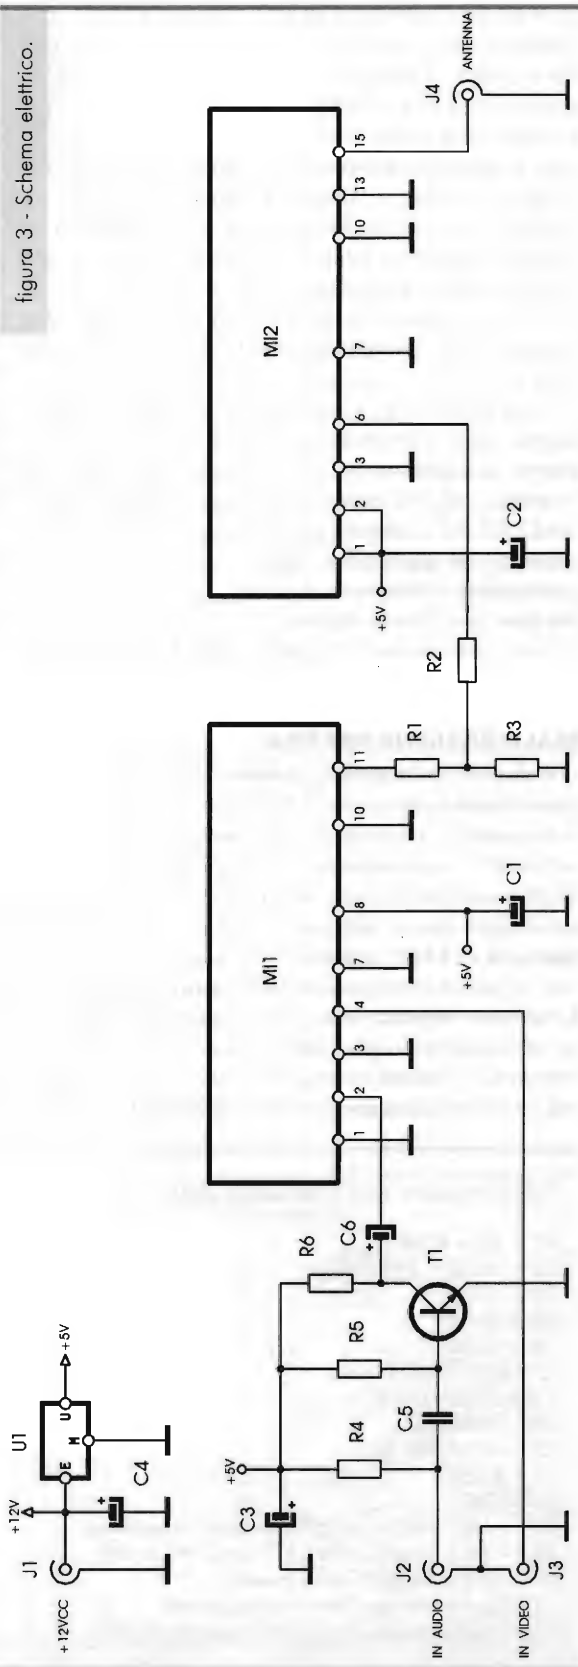 figura 3 - Schema elettrico.
+12VCC
J1
+12V
C4
E
U1
M
U
+5V
IN AUDIO
J2
IN VIDEO
J3
C3
+5V
R4
C5
R5
R6
T1
C6
MI1
1
2
3
4
7
8
10
11
+5V
C1
R1
R3
R2
MI2
1
2
3
6
7
10
13
15
+5V
C2
J4
ANTENNA